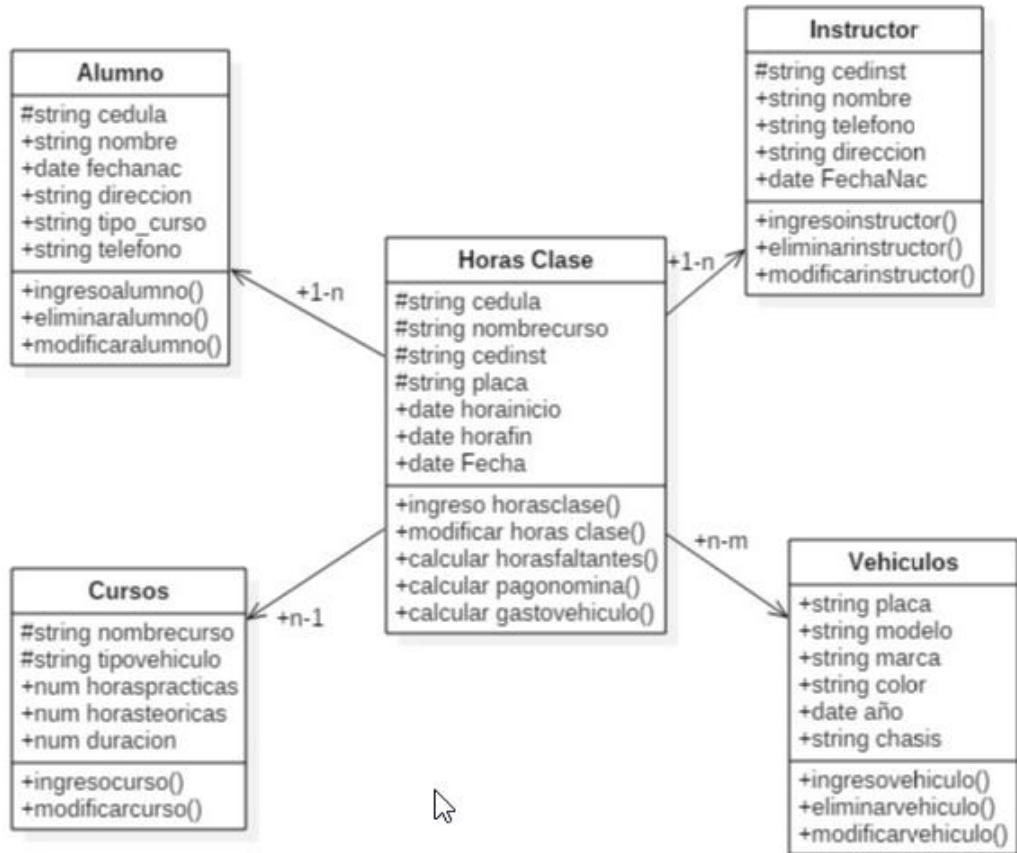 Alumno
#string cedula
+string nombre
+date fechanac
+string direccion
+string tipo_curso
+string telefono
+ingresoalumno()
+eliminaralumno()
+modificaralumno()
Instructor
#string cedinst
+string nombre
+string telefono
+string direccion
+date FechaNac
+ingresoinstructor()
+eliminarinstructor()
+modificarinstructor()
+1-n
+1-n
Horas Clase
#string cedula
#string nombrecurso
#string cedinst
#string placa
+date horainicio
+date horafin
+date Fecha
+ingreso horasclase()
+modificar horas clase()
+calcular horasfaltantes()
+calcular pagonomina()
+calcular gastovehiculo()
+n-1
+n-m
Cursos
#string nombrecurso
#string tipovehiculo
+num horaspracticas
+num horasteoricas
+num duracion
+ingresocurso()
+modificarcurso()
Vehiculos
+string placa
+string modelo
+string marca
+string color
+date año
+string chasis
+ingresovehiculo()
+eliminarvehiculo()
+modificarvehiculo()